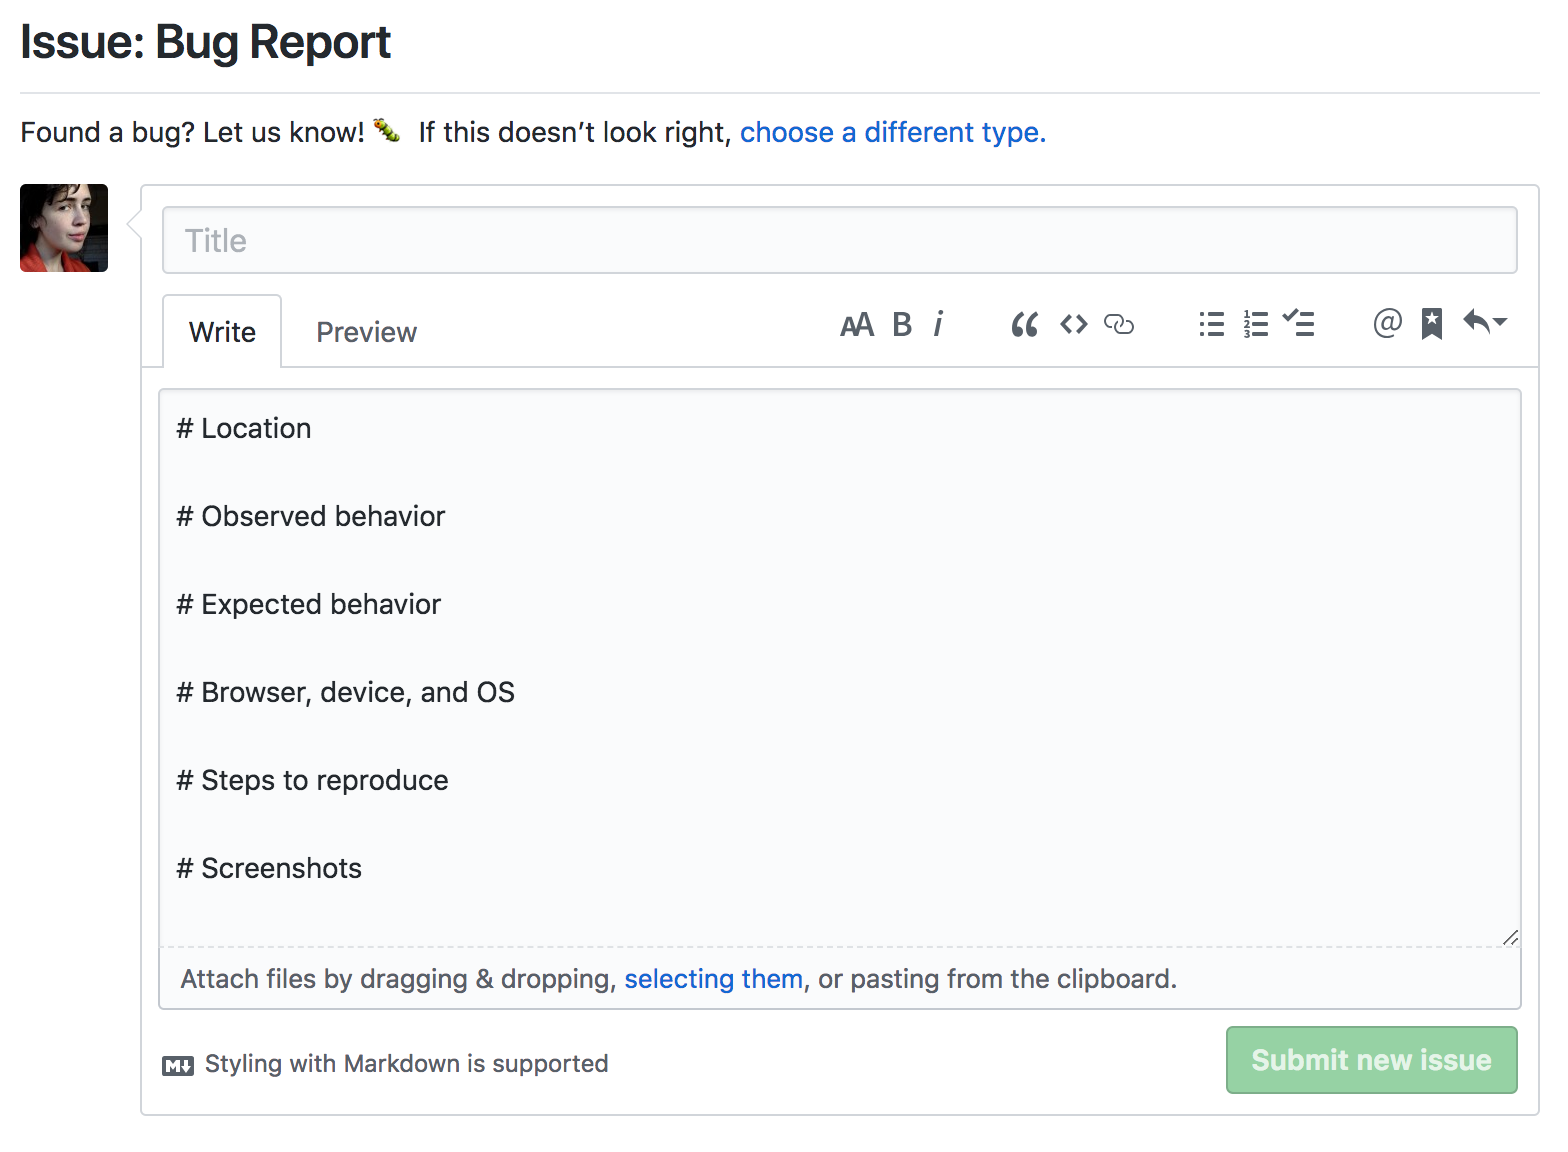 Issue: Bug Report
Found a bug? Let us know! 🐛 If this doesn’t look right, choose a different type.
Title
Write Preview AA B i “ <> @
# Location
# Observed behavior
# Expected behavior
# Browser, device, and OS
# Steps to reproduce
# Screenshots
Attach files by dragging & dropping, selecting them, or pasting from the clipboard.
M↓ Styling with Markdown is supported
Submit new issue